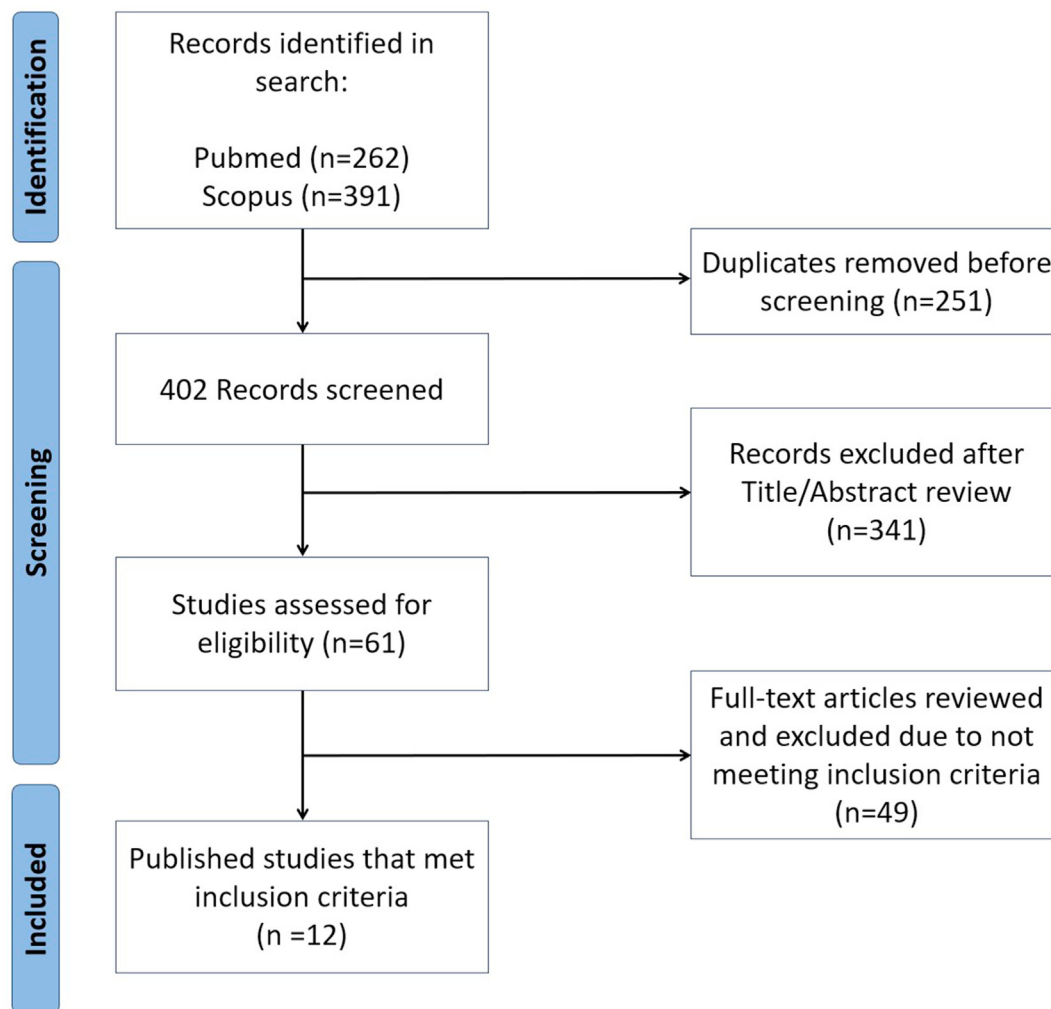 Identification
Records identified in
search:
Pubmed (n=262)
Scopus (n=391)
Duplicates removed before
screening (n=251)
Screening
402 Records screened
Records excluded after
Title/Abstract review
(n=341)
Studies assessed for
eligibility (n=61)
Full-text articles reviewed
and excluded due to not
meeting inclusion criteria
(n=49)
Included
Published studies that met
inclusion criteria
(n =12)